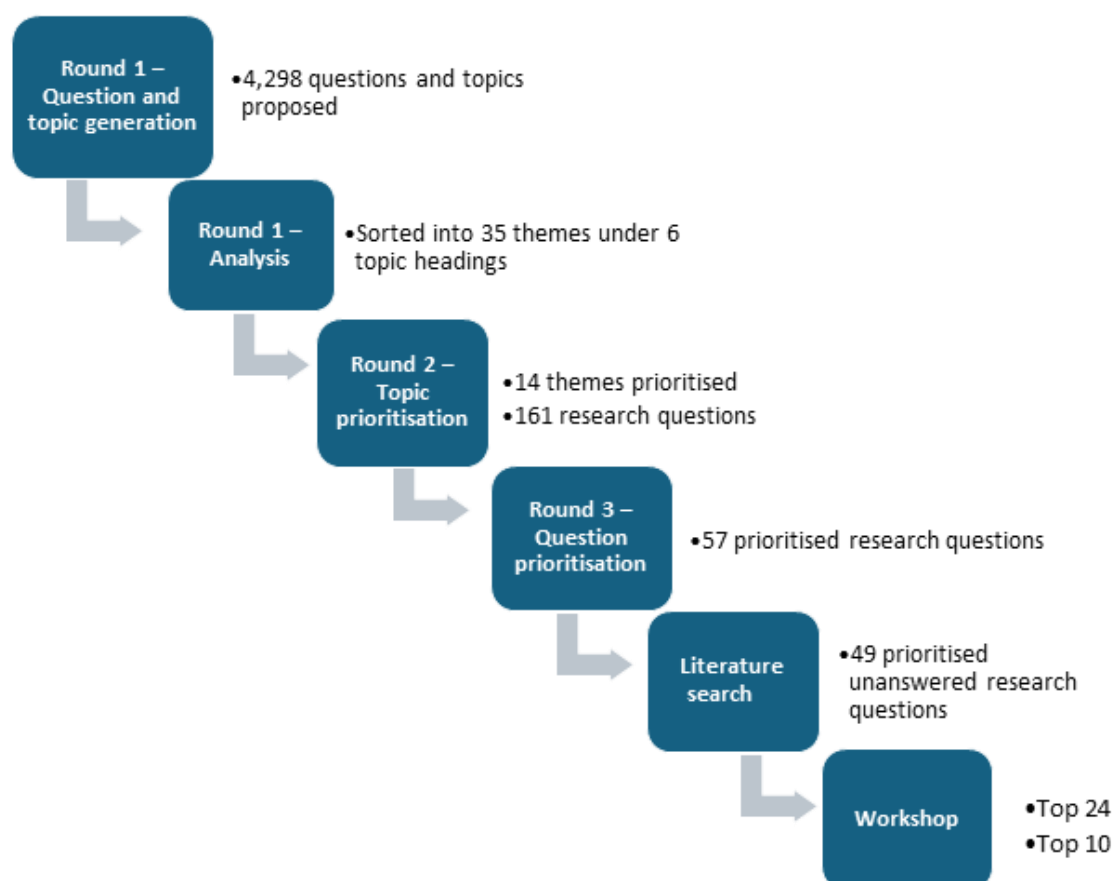 Round 1 –
Question and
topic generation
•4,298 questions and topics
proposed
Round 1 –
Analysis
•Sorted into 35 themes under 6
topic headings
Round 2 –
Topic
prioritisation
•14 themes prioritised
•161 research questions
Round 3 –
Question
prioritisation
•57 prioritised research questions
Literature
search
•49 prioritised
unanswered research
questions
Workshop
•Top 24
•Top 10